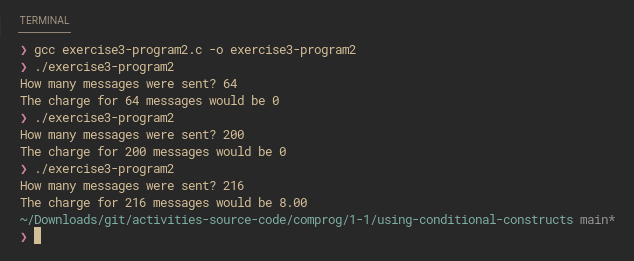 TERMINAL
❯ gcc exercise3-program2.c -o exercise3-program2
❯ ./exercise3-program2
How many messages were sent? 64
The charge for 64 messages would be 0
❯ ./exercise3-program2
How many messages were sent? 200
The charge for 200 messages would be 0
❯ ./exercise3-program2
How many messages were sent? 216
The charge for 216 messages would be 8.00
~/Downloads/git/activities-source-code/comprog/1-1/using-conditional-constructs main*
❯